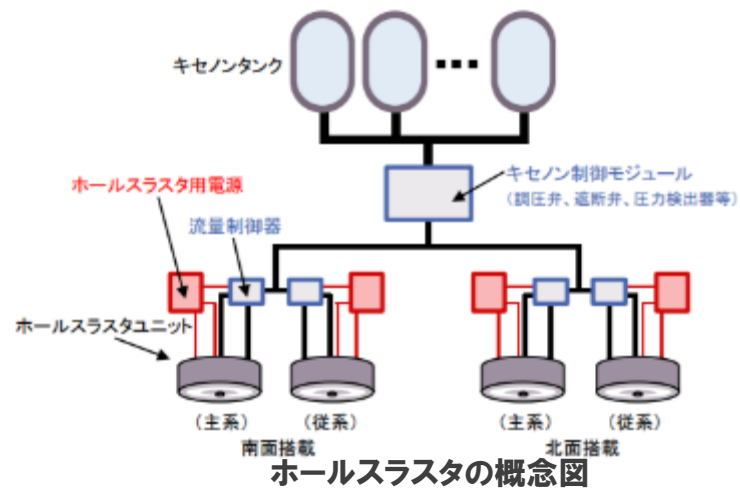 キセノンタンク
キセノン制御モジュール
(調圧弁、遮断弁、圧力検出器等)
ホールスラスタ用電源
流量制御器
ホールスラスタユニット
(主系) (従系) (主系) (従系)
南面搭載 北面搭載
ホールスラスタの概念図